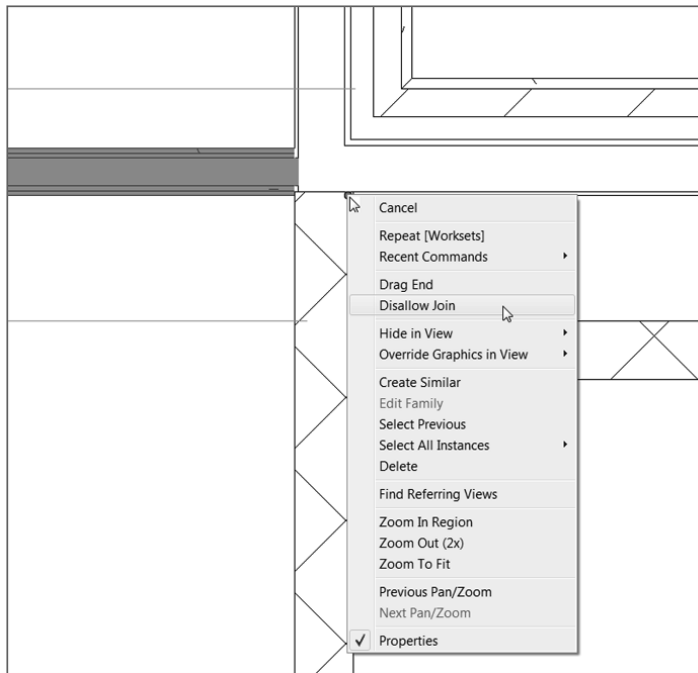 Cancel
Repeat [Worksets]
Recent Commands
Drag End
Disallow Join
Hide in View
Override Graphics in View
Create Similar
Edit Family
Select Previous
Select All Instances
Delete
Find Referring Views
Zoom In Region
Zoom Out (2x)
Zoom To Fit
Previous Pan/Zoom
Next Pan/Zoom
Properties